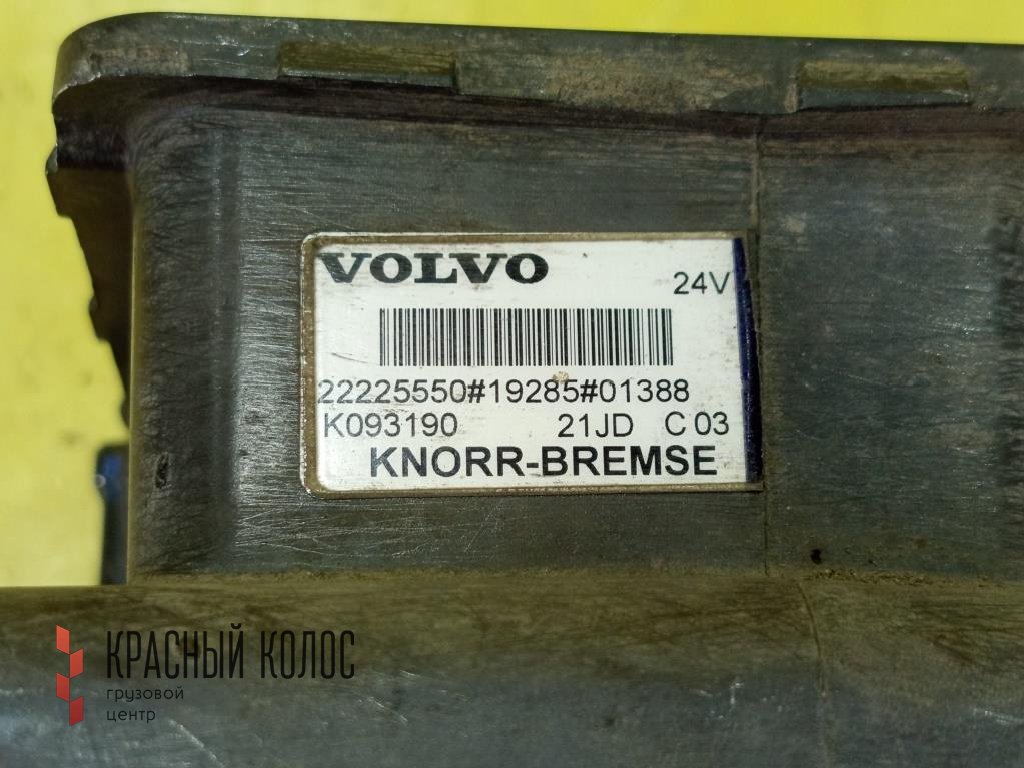 VOLVO
24V
22225550#19285#01388
K093190 21JD C 03
KNORR-BREMSE
КРАСНЫЙ КОЛОС
грузовой
центр